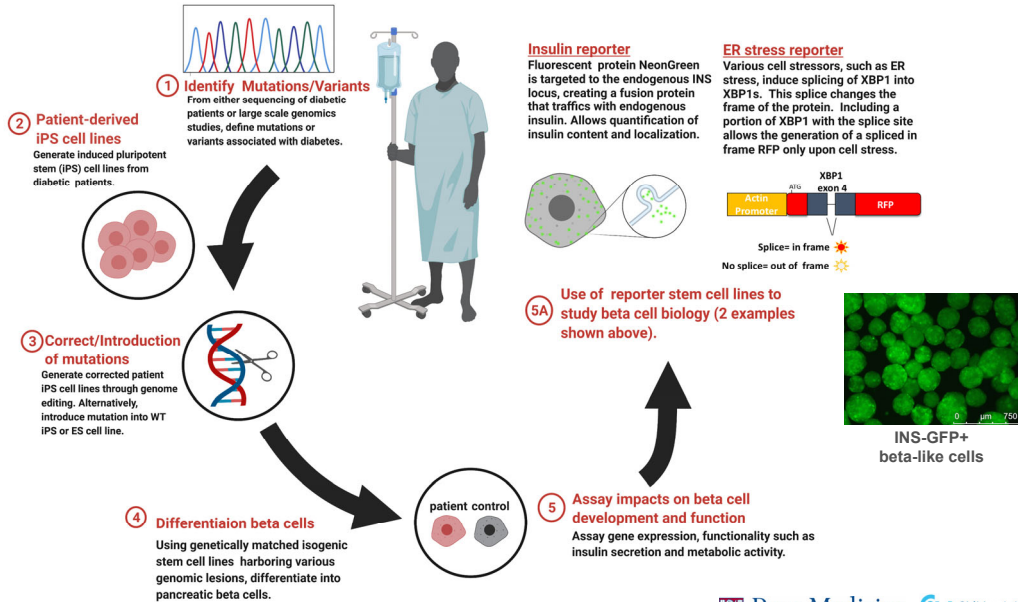 1 Identify Mutations/Variants
From either sequencing of diabetic
patients or large scale genomics
studies, define mutations or
variants associated with diabetes.
2 Patient-derived
iPS cell lines
Generate induced pluripotent
stem (iPS) cell lines from
diabetic patients.
3 Correct/Introduction
of mutations
Generate corrected patient
iPS cell lines through genome
editing. Alternatively,
introduce mutation into WT
iPS or ES cell line.
4 Differentiaion beta cells
Using genetically matched isogenic
stem cell lines harboring various
genomic lesions, differentiate into
pancreatic beta cells.
patient control
5 Assay impacts on beta cell
development and function
Assay gene expression, functionality such as
insulin secretion and metabolic activity.
5A Use of reporter stem cell lines to
study beta cell biology (2 examples
shown above).
Insulin reporter
Fluorescent protein NeonGreen
is targeted to the endogenous INS
locus, creating a fusion protein
that traffics with endogenous
insulin. Allows quantification of
insulin content and localization.
ER stress reporter
Various cell stressors, such as ER
stress, induce splicing of XBP1 into
XBP1s. This splice changes the
frame of the protein. Including a
portion of XBP1 with the splice site
allows the generation of a spliced in
frame RFP only upon cell stress.
XBP1
exon 4
ATG
Actin
Promoter
RFP
Splice= in frame
No splice= out of frame
0 µm 750
INS-GFP+
beta-like cells